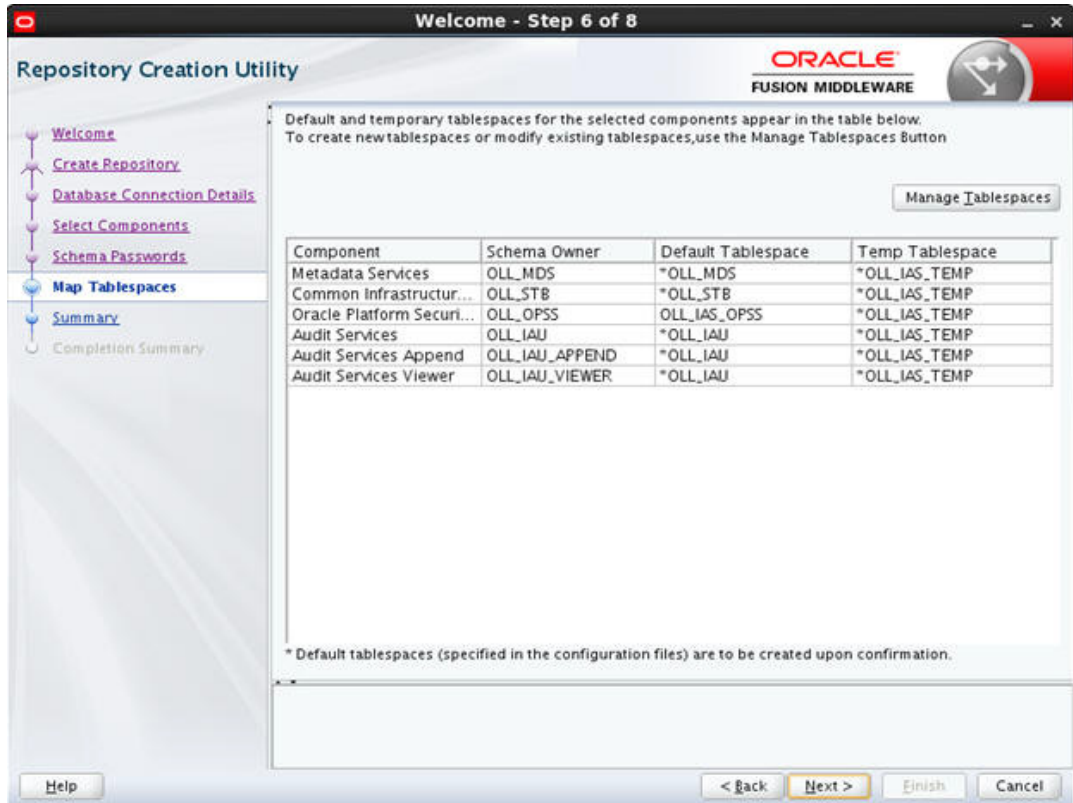 Welcome - Step 6 of 8
Repository Creation Utility
ORACLE
FUSION MIDDLEWARE
Welcome
Create Repository
Database Connection Details
Select Components
Schema Passwords
Map Tablespaces
Summary
Completion Summary
Default and temporary tablespaces for the selected components appear in the table below.
To create new tablespaces or modify existing tablespaces,use the Manage Tablespaces Button
Manage Tablespaces
Component Schema Owner Default Tablespace Temp Tablespace
Metadata Services OLL_MDS *OLL_MDS *OLL_IAS_TEMP
Common Infrastructur... OLL_STB *OLL_STB *OLL_IAS_TEMP
Oracle Platform Securi... OLL_OPSS OLL_IAS_OPSS *OLL_IAS_TEMP
Audit Services OLL_IAU *OLL_IAU *OLL_IAS_TEMP
Audit Services Append OLL_IAU_APPEND *OLL_IAU *OLL_IAS_TEMP
Audit Services Viewer OLL_IAU_VIEWER *OLL_IAU *OLL_IAS_TEMP
* Default tablespaces (specified in the configuration files) are to be created upon confirmation.
Help
< Back
Next >
Finish
Cancel